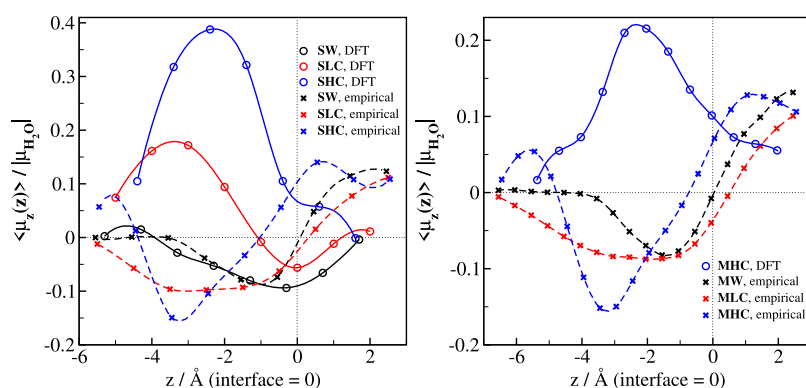 0.4
0.3
0.2
0.1
0
-0.1
-0.2
<μz(z)> / |μH2O|
SW, DFT
SLC, DFT
SHC, DFT
SW, empirical
SLC, empirical
SHC, empirical
-6
-4
-2
0
2
z / Å (interface = 0)
0.2
0.1
0
-0.1
-0.2
<μz(z)> / |μH2O|
MHC, DFT
MW, empirical
MLC, empirical
MHC, empirical
-6
-4
-2
0
2
z / Å (interface = 0)